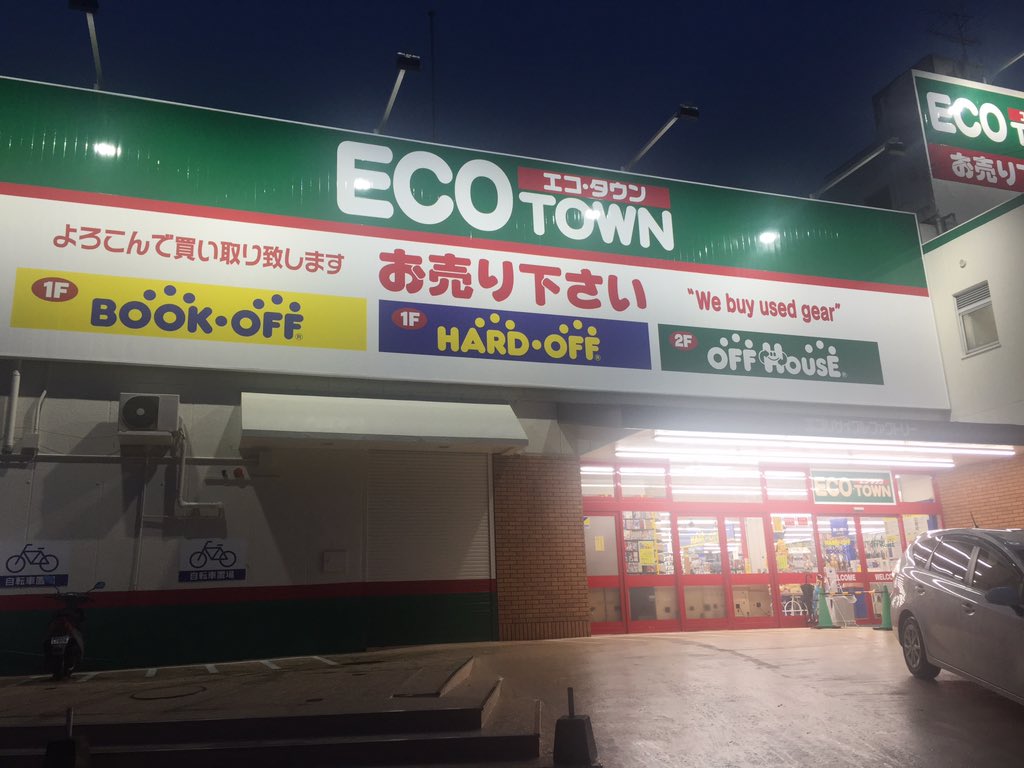 ECO
エコ・タウン
TOWN
よろこんで買い取り致します
お売り下さい
"We buy used gear"
1F
BOOK・OFF®
1F
HARD・OFF®
2F
OFF HOUSE®
ECO
お売り
ECO TOWN
WELCOME
自転車置
自転車置場